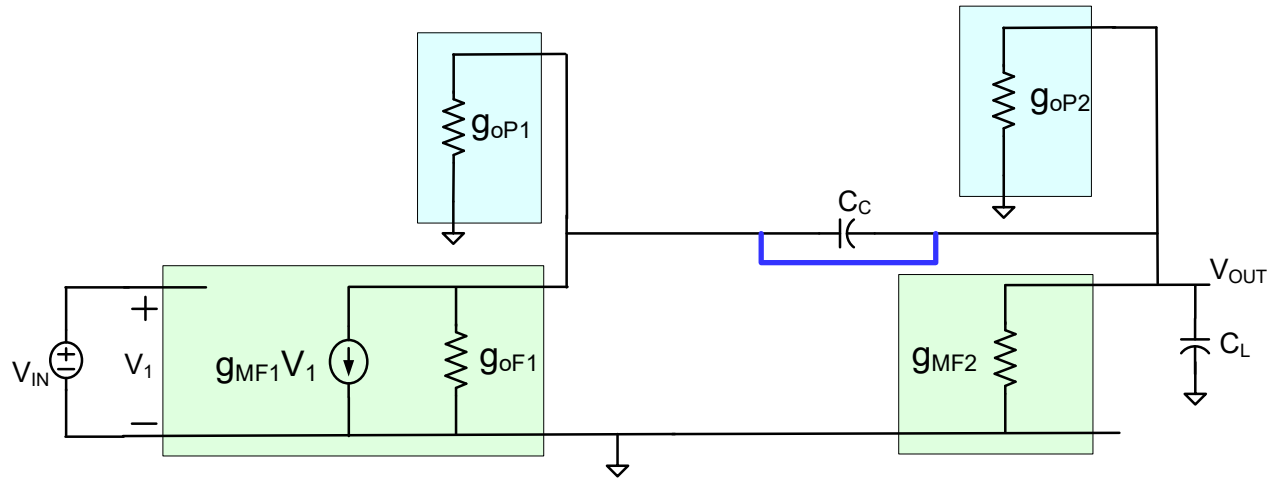 goP1
goP2
CC
VOUT
+
VIN
V1
gMF1V1
goF1
gMF2
CL
−